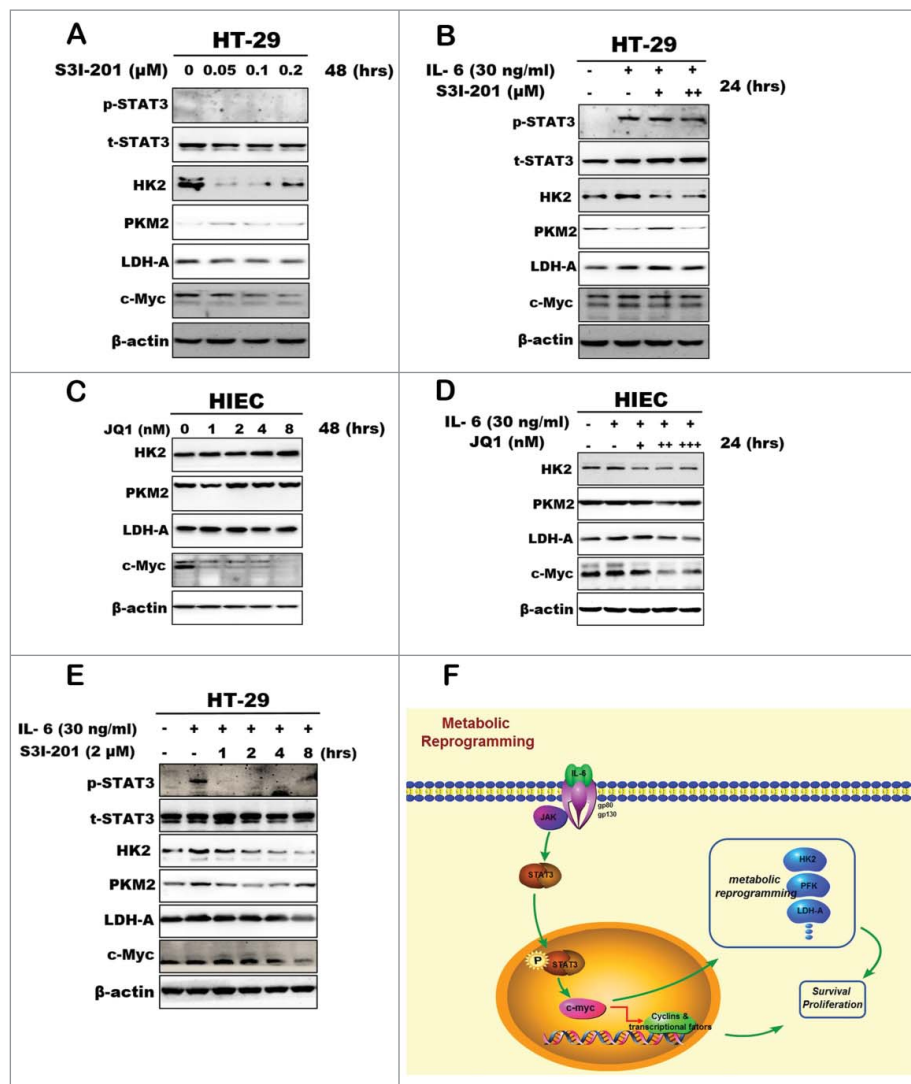 A
HT-29
S3I-201 (µM) 0 0.05 0.1 0.2 48 (hrs)
p-STAT3
t-STAT3
HK2
PKM2
LDH-A
c-Myc
β-actin
B
HT-29
IL- 6 (30 ng/ml) - + + +
S3I-201 (µM) - - + ++ 24 (hrs)
p-STAT3
t-STAT3
HK2
PKM2
LDH-A
c-Myc
β-actin
C
HIEC
JQ1 (nM) 0 1 2 4 8 48 (hrs)
HK2
PKM2
LDH-A
c-Myc
β-actin
D
HIEC
IL- 6 (30 ng/ml) - + + + +
JQ1 (nM) - - + ++ +++ 24 (hrs)
HK2
PKM2
LDH-A
c-Myc
β-actin
E
HT-29
IL- 6 (30 ng/ml) - + + + + +
S3I-201 (2 µM) - - 1 2 4 8 (hrs)
p-STAT3
t-STAT3
HK2
PKM2
LDH-A
c-Myc
β-actin
F
Metabolic
Reprogramming
IL-6
gp80
gp130
JAK
STAT3
P
STAT3
c-myc
Cyclins &
transcriptional fators
metabolic
reprogramming
HK2
PFK
LDH-A
Survival
Proliferation